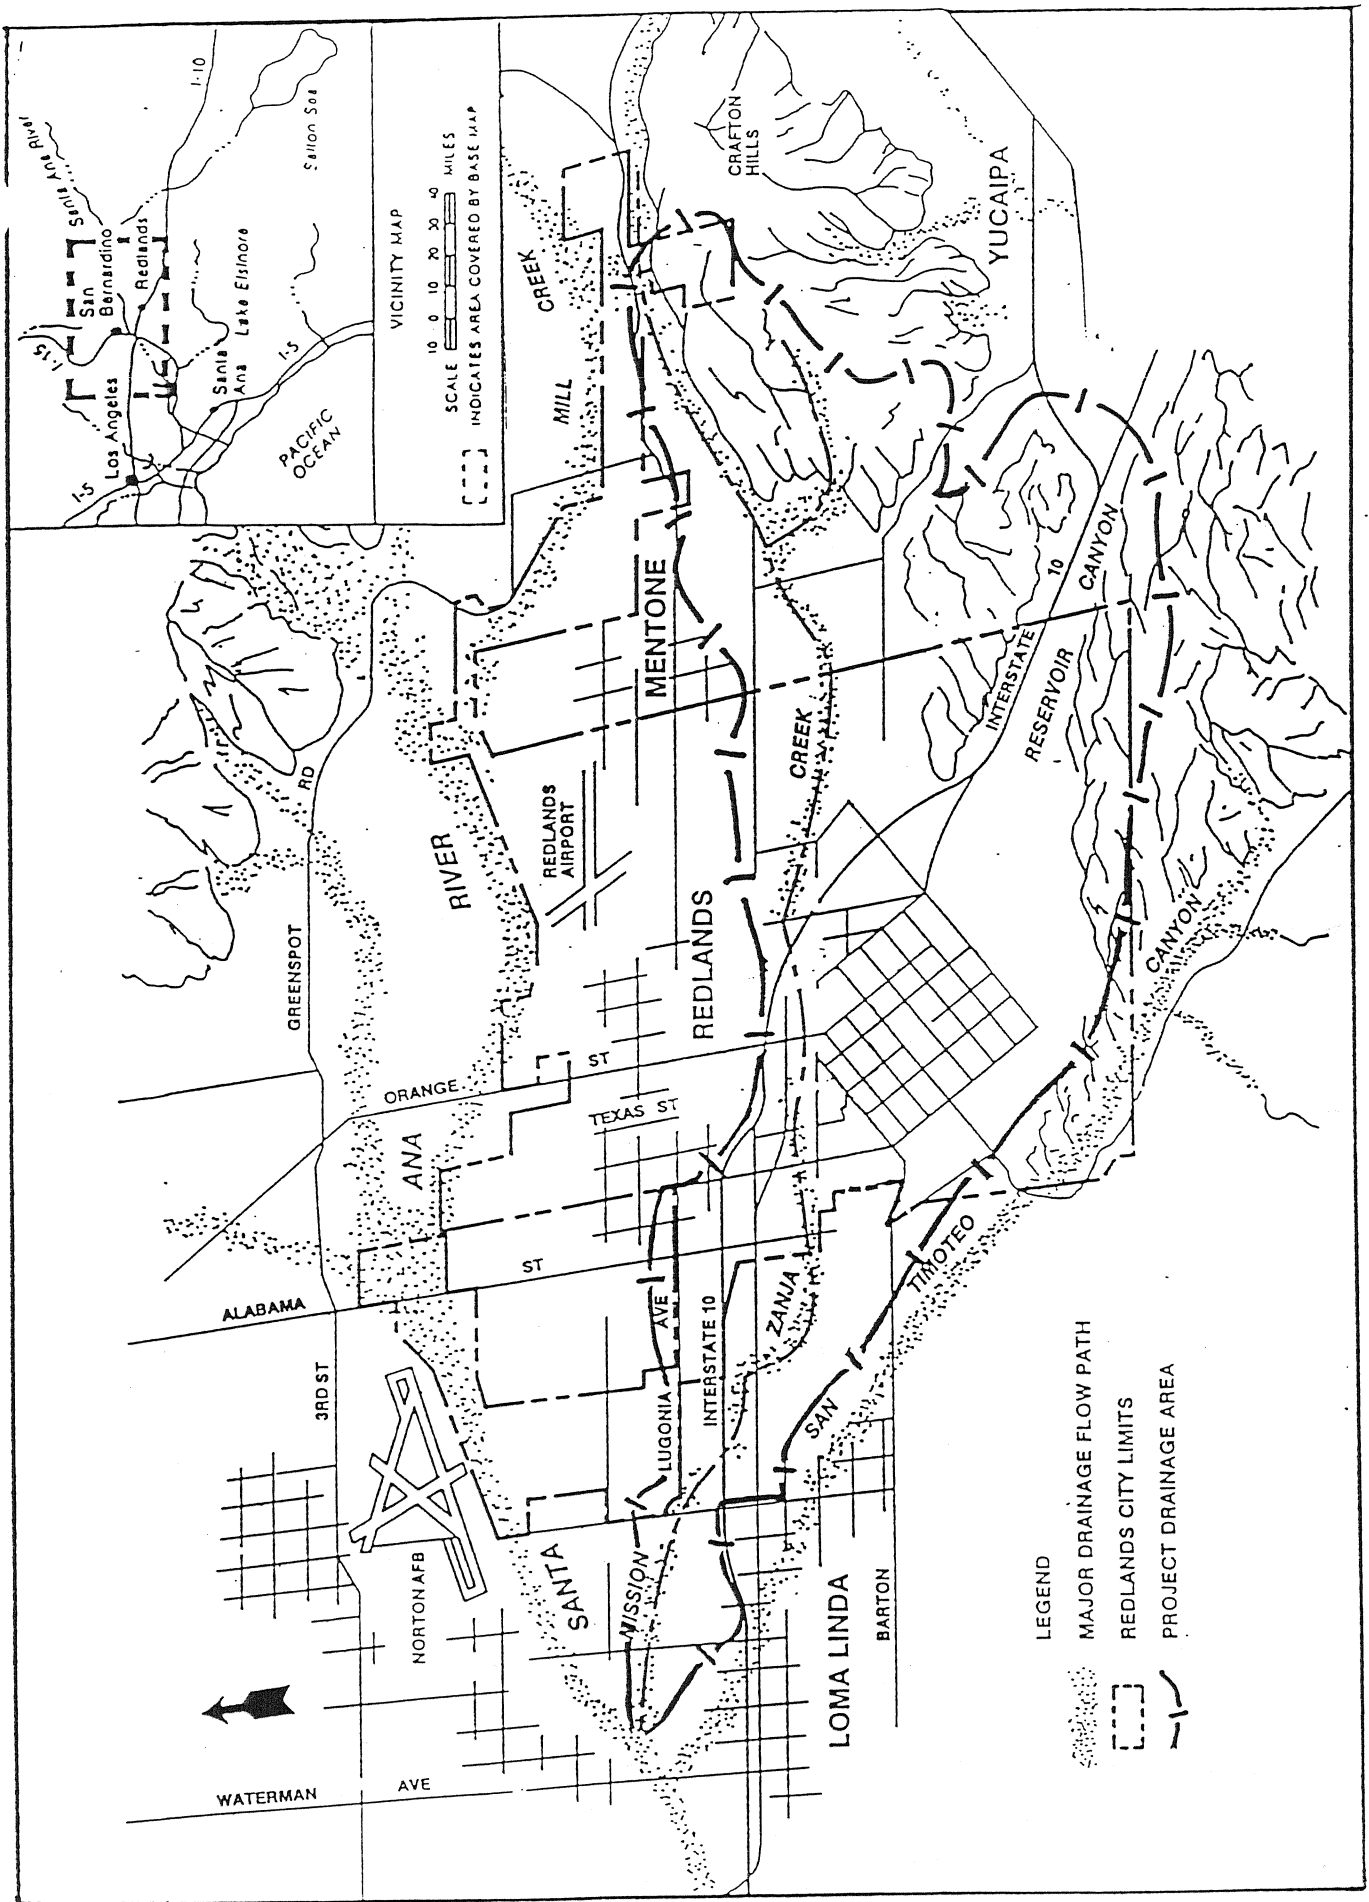 WATERMAN AVE
3RD ST
NORTON AFB
ALABAMA ST
GREENSPOT RD
ORANGE ST
TEXAS ST
SANTA ANA RIVER
REDLANDS
AIRPORT
MENTONE
MILL CREEK
REDLANDS
LUGONIA AVE
INTERSTATE 10
MISSION ZANJA CREEK
SAN TIMOTEO CANYON
LOMA LINDA
BARTON
INTERSTATE 10
RESERVOIR CANYON
CRAFTON
HILLS
YUCAIPA
I-15
San
Bernardino
Santa Ana River
Redlands
I-10
Los Angeles
I-5
Santa
Ana
Lake Elsinore
I-5
Salton Sea
PACIFIC
OCEAN
VICINITY MAP
SCALE 10 0 10 20 30 40 MILES
INDICATES AREA COVERED BY BASE MAP
LEGEND
MAJOR DRAINAGE FLOW PATH
REDLANDS CITY LIMITS
PROJECT DRAINAGE AREA